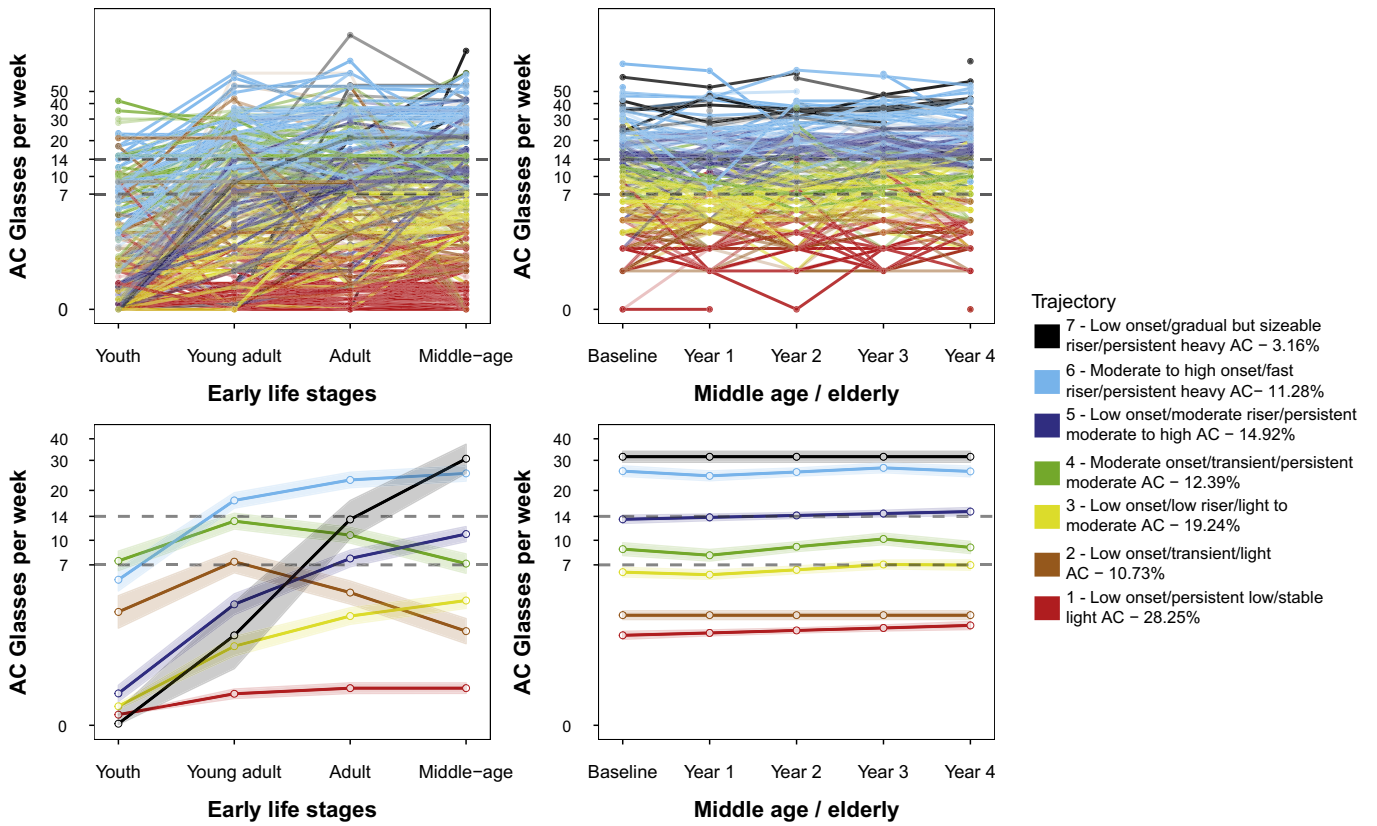 AC Glasses per week
50
40
30
20
14
10
7
0
Youth
Young adult
Adult
Middle−age
Early life stages
AC Glasses per week
50
40
30
20
14
10
7
0
Baseline
Year 1
Year 2
Year 3
Year 4
Middle age / elderly
AC Glasses per week
40
30
20
14
10
7
0
Youth
Young adult
Adult
Middle−age
Early life stages
AC Glasses per week
40
30
20
14
10
7
0
Baseline
Year 1
Year 2
Year 3
Year 4
Middle age / elderly
Trajectory
7 - Low onset/gradual but sizeable
riser/persistent heavy AC − 3.16%
6 - Moderate to high onset/fast
riser/persistent heavy AC− 11.28%
5 - Low onset/moderate riser/persistent
moderate to high AC − 14.92%
4 - Moderate onset/transient/persistent
moderate AC − 12.39%
3 - Low onset/low riser/light to
moderate AC − 19.24%
2 - Low onset/transient/light
AC − 10.73%
1 - Low onset/persistent low/stable
light AC − 28.25%